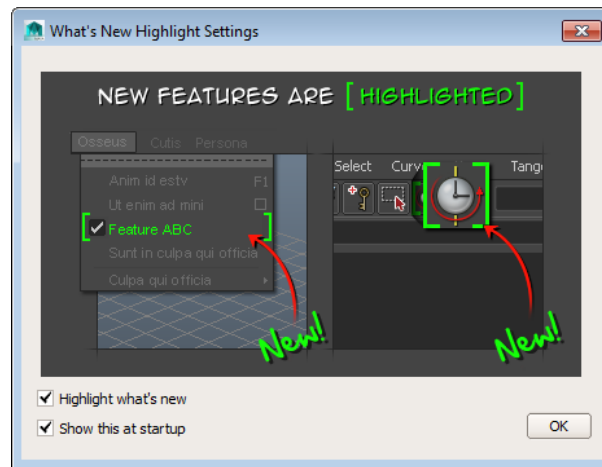 What's New Highlight Settings
NEW FEATURES ARE [HIGHLIGHTED]
Osseus Cutis Persona
Anim id estv F1
Ut enim ad mini
Feature ABC
Sunt in culpa qui officia
Culpa qui officia
New!
Select Curv Tang
New!
Highlight what's new
Show this at startup
OK